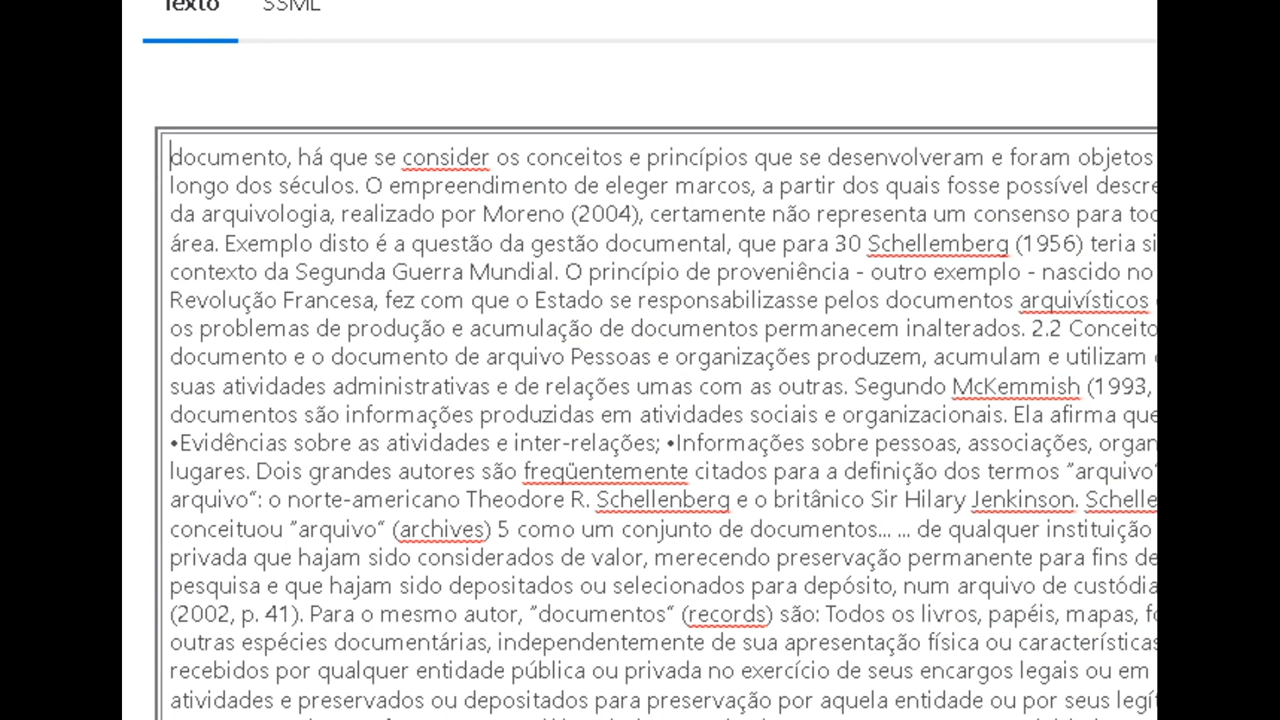 Texto SSML
documento, há que se consider os conceitos e princípios que se desenvolveram e foram objetos
longo dos séculos. O empreendimento de eleger marcos, a partir dos quais fosse possível descre
da arquivologia, realizado por Moreno (2004), certamente não representa um consenso para toc
área. Exemplo disto é a questão da gestão documental, que para 30 Schellemberg (1956) teria si
contexto da Segunda Guerra Mundial. O princípio de proveniência - outro exemplo - nascido no
Revolução Francesa, fez com que o Estado se responsabilizasse pelos documentos arquivísticos
os problemas de produção e acumulação de documentos permanecem inalterados. 2.2 Conceito
documento e o documento de arquivo Pessoas e organizações produzem, acumulam e utilizam
suas atividades administrativas e de relações umas com as outras. Segundo McKemmish (1993,
documentos são informações produzidas em atividades sociais e organizacionais. Ela afirma que
•Evidências sobre as atividades e inter-relações; •Informações sobre pessoas, associações, organ
lugares. Dois grandes autores são freqüentemente citados para a definição dos termos “arquivo”
arquivo“: o norte-americano Theodore R. Schellenberg e o britânico Sir Hilary Jenkinson. Schelle
conceituou ”arquivo“ (archives) 5 como um conjunto de documentos... ... de qualquer instituição
privada que hajam sido considerados de valor, merecendo preservação permanente para fins de
pesquisa e que hajam sido depositados ou selecionados para depósito, num arquivo de custódia
(2002, p. 41). Para o mesmo autor, ”documentos“ (records) são: Todos os livros, papéis, mapas, fo
outras espécies documentárias, independentemente de sua apresentação física ou características
recebidos por qualquer entidade pública ou privada no exercício de seus encargos legais ou em
atividades e preservados ou depositados para preservação por aquela entidade ou por seus legít